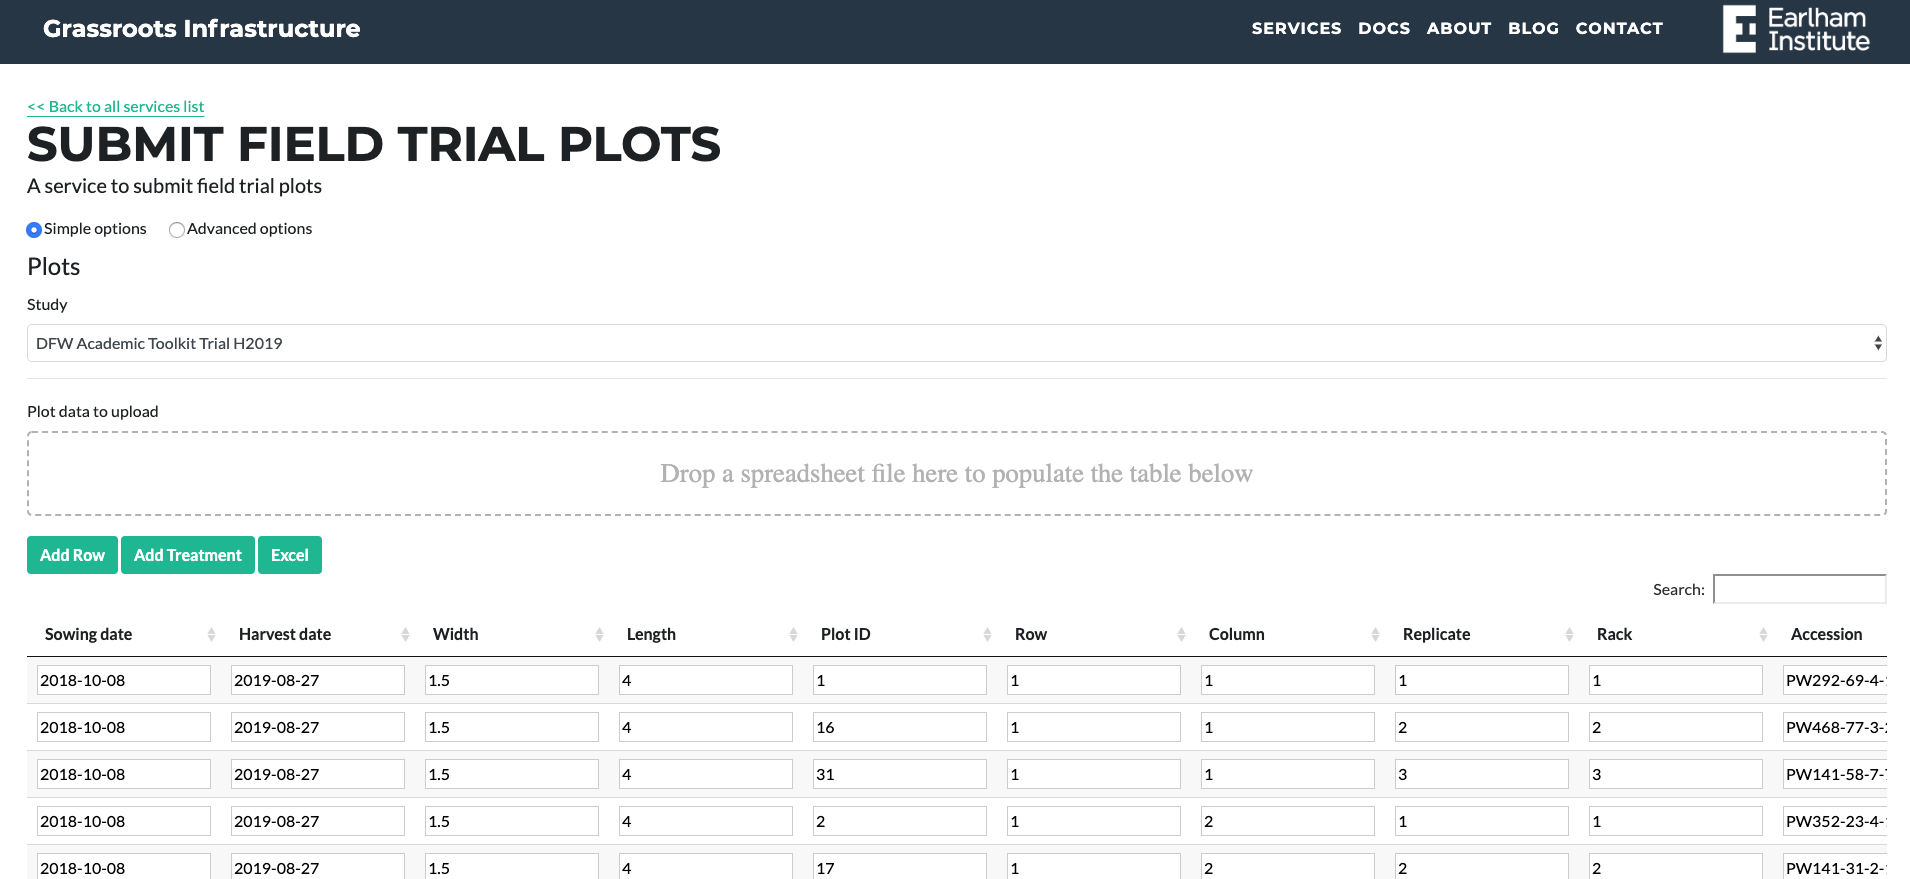 Grassroots Infrastructure
SERVICES DOCS ABOUT BLOG CONTACT
Earlham
Institute
<< Back to all services list
SUBMIT FIELD TRIAL PLOTS
A service to submit field trial plots
Simple options Advanced options
Plots
Study
DFW Academic Toolkit Trial H2019
Plot data to upload
Drop a spreadsheet file here to populate the table below
Add Row Add Treatment Excel
Search:
Sowing date Harvest date Width Length Plot ID Row Column Replicate Rack Accession
2018-10-08 2019-08-27 1.5 4 1 1 1 1 1 PW292-69-4-
2018-10-08 2019-08-27 1.5 4 16 1 1 2 2 PW468-77-3-
2018-10-08 2019-08-27 1.5 4 31 1 1 3 3 PW141-58-7-
2018-10-08 2019-08-27 1.5 4 2 1 2 1 1 PW352-23-4-
2018-10-08 2019-08-27 1.5 4 17 1 2 2 2 PW141-31-2-